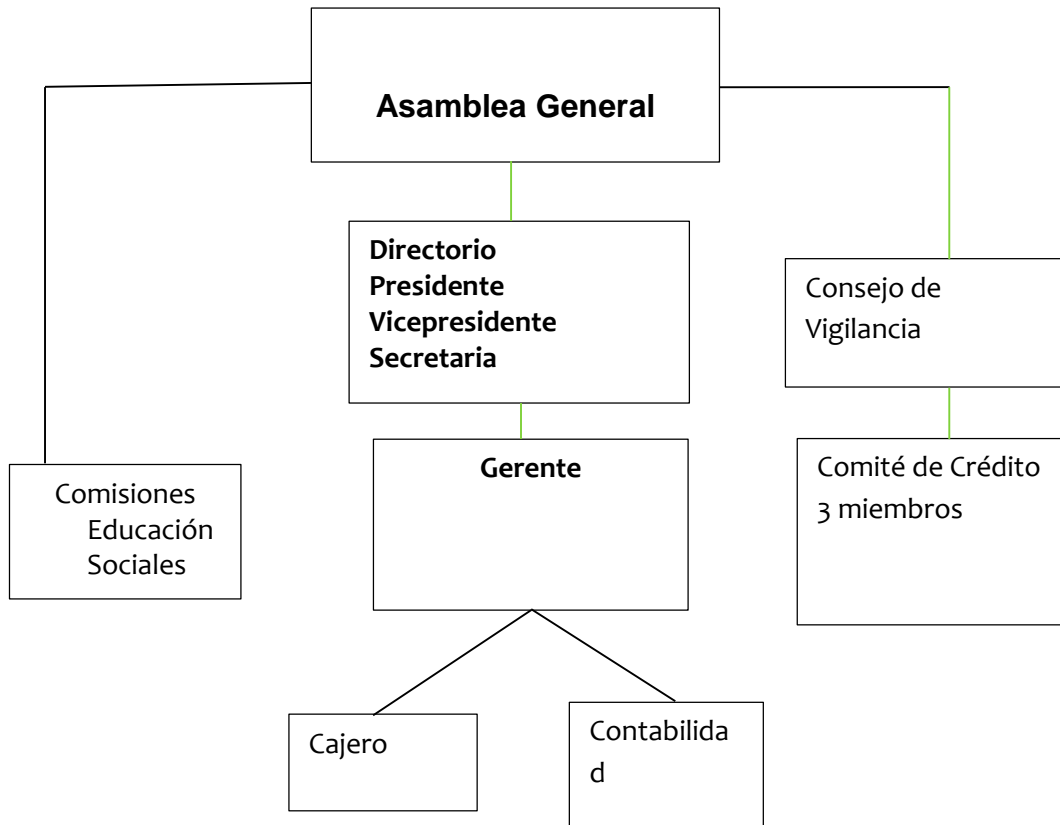 Asamblea General
Directorio
Presidente
Vicepresidente
Secretaria
Consejo de
Vigilancia
Gerente
Comité de Crédito
3 miembros
Comisiones
Educación
Sociales
Cajero
Contabilida
d